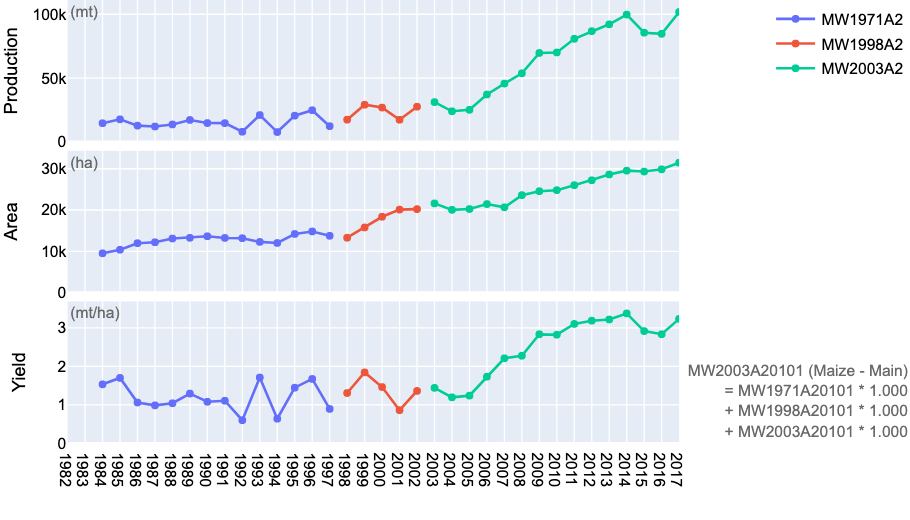 (mt)
100k
50k
0
Production
MW1971A2
MW1998A2
MW2003A2
(ha)
30k
20k
10k
0
Area
(mt/ha)
3
2
1
0
Yield
MW2003A20101 (Maize - Main)
= MW1971A20101 * 1.000
+ MW1998A20101 * 1.000
+ MW2003A20101 * 1.000
1982
1983
1984
1985
1986
1987
1988
1989
1990
1991
1992
1993
1994
1995
1996
1997
1998
1999
2000
2001
2002
2003
2004
2005
2006
2007
2008
2009
2010
2011
2012
2013
2014
2015
2016
2017